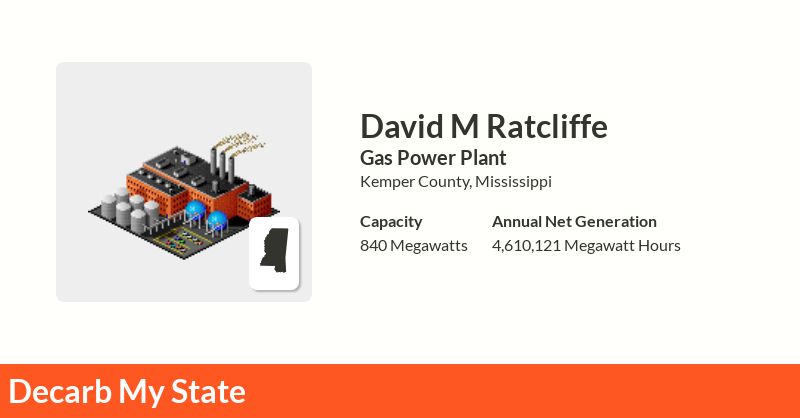 David M Ratcliffe
Gas Power Plant
Kemper County, Mississippi
Capacity
840 Megawatts
Annual Net Generation
4,610,121 Megawatt Hours
Decarb My State